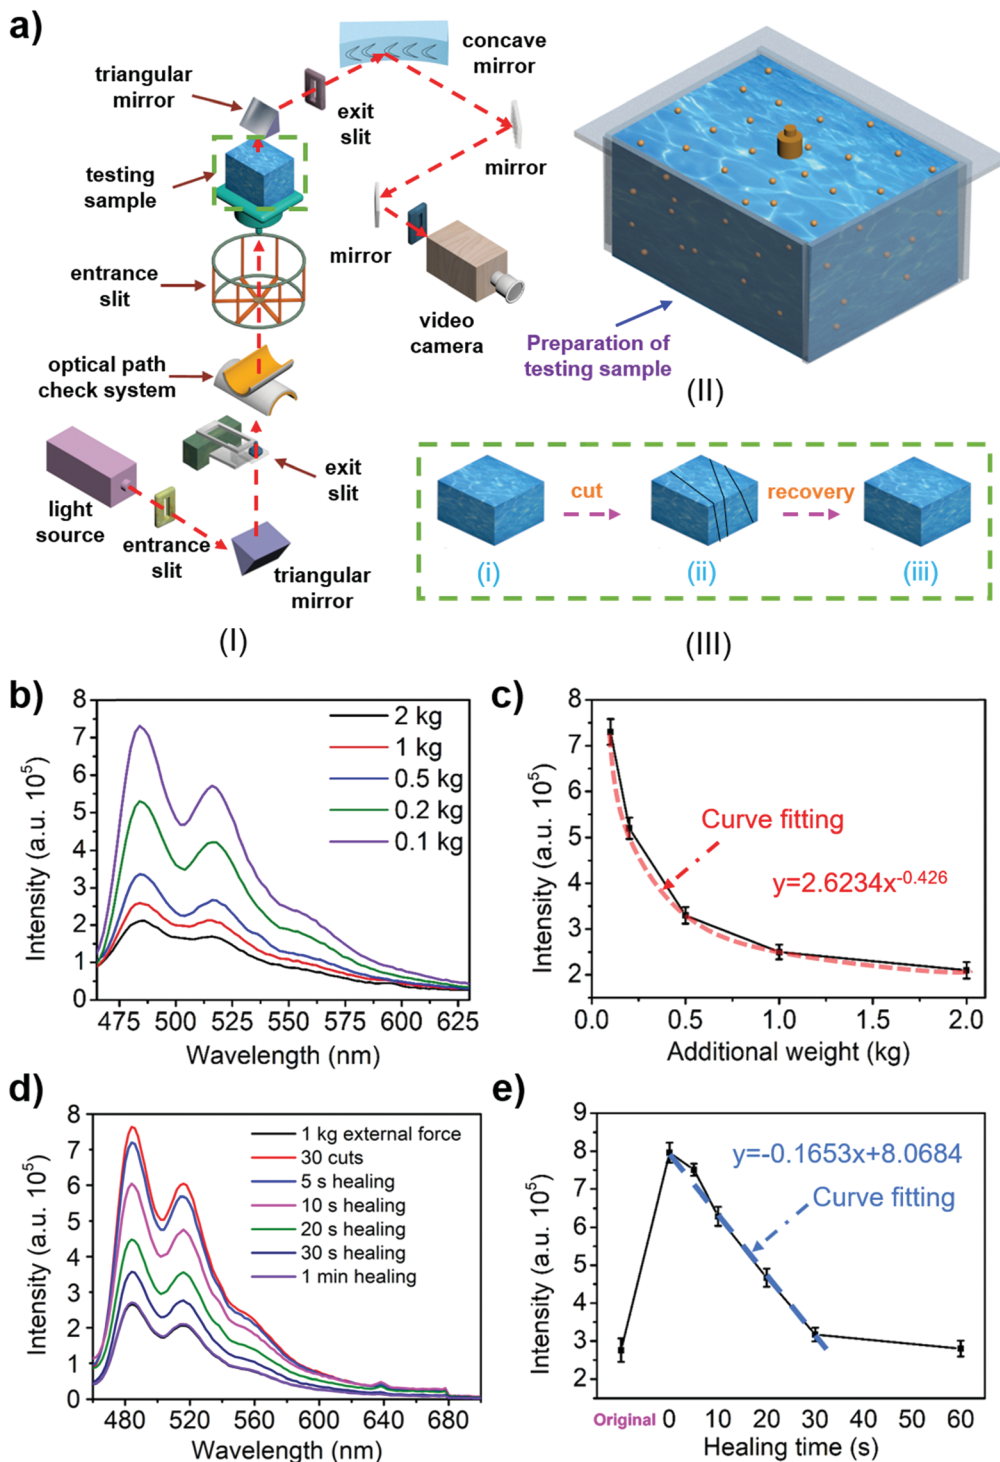 a)
triangular
mirror
exit
slit
concave
mirror
mirror
testing
sample
entrance
slit
mirror
video
camera
optical path
check system
light
source
entrance
slit
exit
slit
triangular
mirror
(I)
Preparation of
testing sample
(II)
cut
recovery
(i)
(ii)
(iii)
(III)
b)
8
7
6
5
4
3
2
1
0
Intensity (a.u. 10⁵)
2 kg
1 kg
0.5 kg
0.2 kg
0.1 kg
475 500 525 550 575 600 625
Wavelength (nm)
c)
8
7
6
5
4
3
2
Intensity (a.u. 10⁵)
Curve fitting
y=2.6234x⁻⁰·⁴²⁶
0.0 0.5 1.0 1.5 2.0
Additional weight (kg)
d)
8
7
6
5
4
3
2
1
0
Intensity (a.u. 10⁵)
1 kg external force
30 cuts
5 s healing
10 s healing
20 s healing
30 s healing
1 min healing
480 520 560 600 640 680
Wavelength (nm)
e)
9
8
7
6
5
4
3
2
Intensity (a.u. 10⁵)
y=-0.1653x+8.0684
Curve fitting
Original 0 10 20 30 40 50 60
Healing time (s)